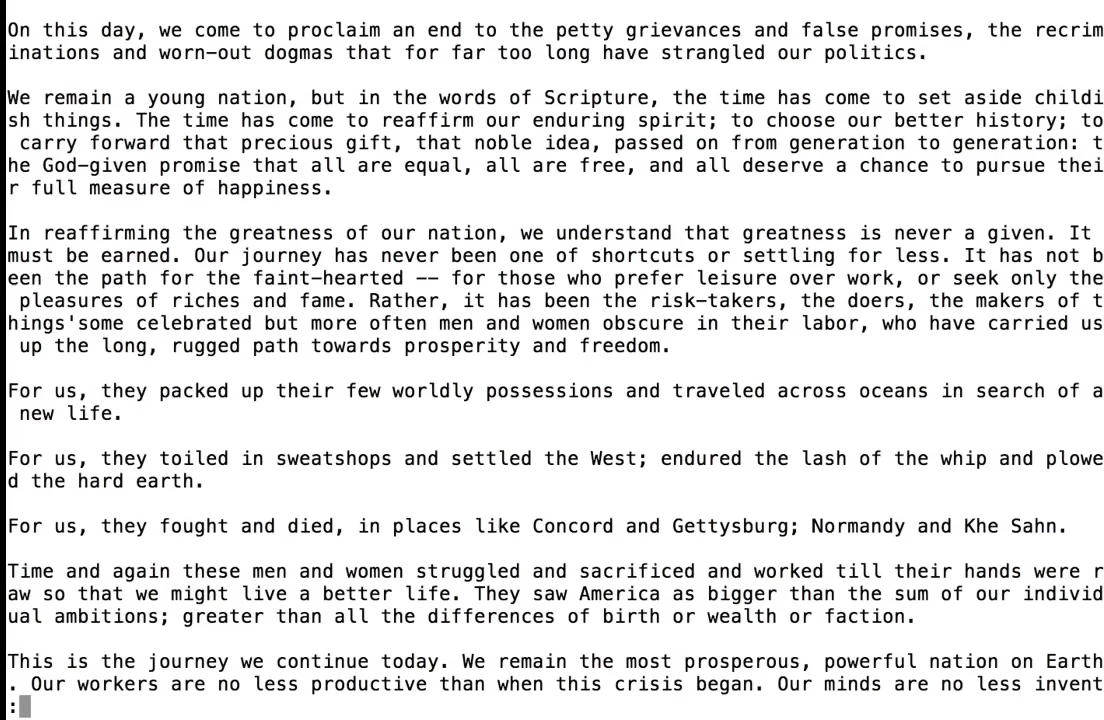 On this day, we come to proclaim an end to the petty grievances and false promises, the recrim
inations and worn-out dogmas that for far too long have strangled our politics.

We remain a young nation, but in the words of Scripture, the time has come to set aside childi
sh things. The time has come to reaffirm our enduring spirit; to choose our better history; to
 carry forward that precious gift, that noble idea, passed on from generation to generation: t
he God-given promise that all are equal, all are free, and all deserve a chance to pursue thei
r full measure of happiness.

In reaffirming the greatness of our nation, we understand that greatness is never a given. It
must be earned. Our journey has never been one of shortcuts or settling for less. It has not b
een the path for the faint-hearted -- for those who prefer leisure over work, or seek only the
 pleasures of riches and fame. Rather, it has been the risk-takers, the doers, the makers of t
hings'some celebrated but more often men and women obscure in their labor, who have carried us
 up the long, rugged path towards prosperity and freedom.

For us, they packed up their few worldly possessions and traveled across oceans in search of a
 new life.

For us, they toiled in sweatshops and settled the West; endured the lash of the whip and plowe
d the hard earth.

For us, they fought and died, in places like Concord and Gettysburg; Normandy and Khe Sahn.

Time and again these men and women struggled and sacrificed and worked till their hands were r
aw so that we might live a better life. They saw America as bigger than the sum of our individ
ual ambitions; greater than all the differences of birth or wealth or faction.

This is the journey we continue today. We remain the most prosperous, powerful nation on Earth
. Our workers are no less productive than when this crisis began. Our minds are no less invent
: